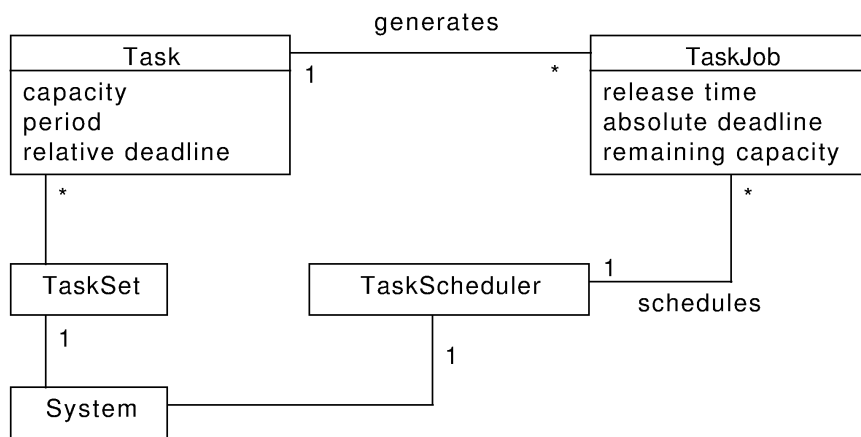 generates
Task
TaskJob
1
*
capacity
period
relative deadline
release time
absolute deadline
remaining capacity
*
*
TaskSet
TaskScheduler
1
schedules
1
1
System